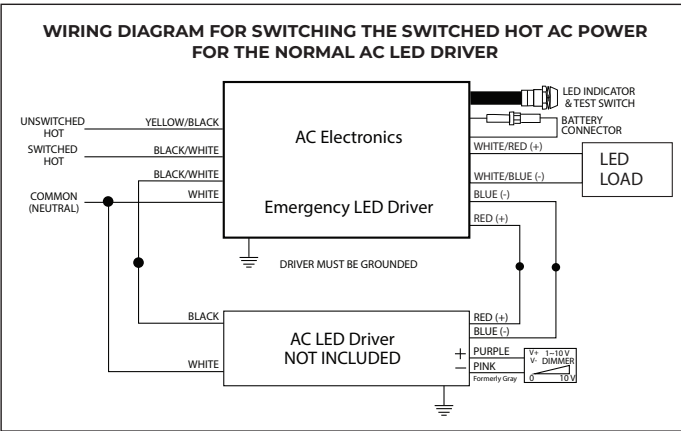 WIRING DIAGRAM FOR SWITCHING THE SWITCHED HOT AC POWER
FOR THE NORMAL AC LED DRIVER
UNSWITCHED
HOT
YELLOW/BLACK
SWITCHED
HOT
BLACK/WHITE
BLACK/WHITE
COMMON
(NEUTRAL)
WHITE
AC Electronics
Emergency LED Driver
LED INDICATOR
& TEST SWITCH
BATTERY
CONNECTOR
WHITE/RED (+)
WHITE/BLUE (-)
LED
LOAD
BLUE (-)
RED (+)
DRIVER MUST BE GROUNDED
BLACK
WHITE
AC LED Driver
NOT INCLUDED
RED (+)
BLUE (-)
+ PURPLE
– PINK
Formerly Gray
V+ 1–10 V
V- DIMMER
0 10 V